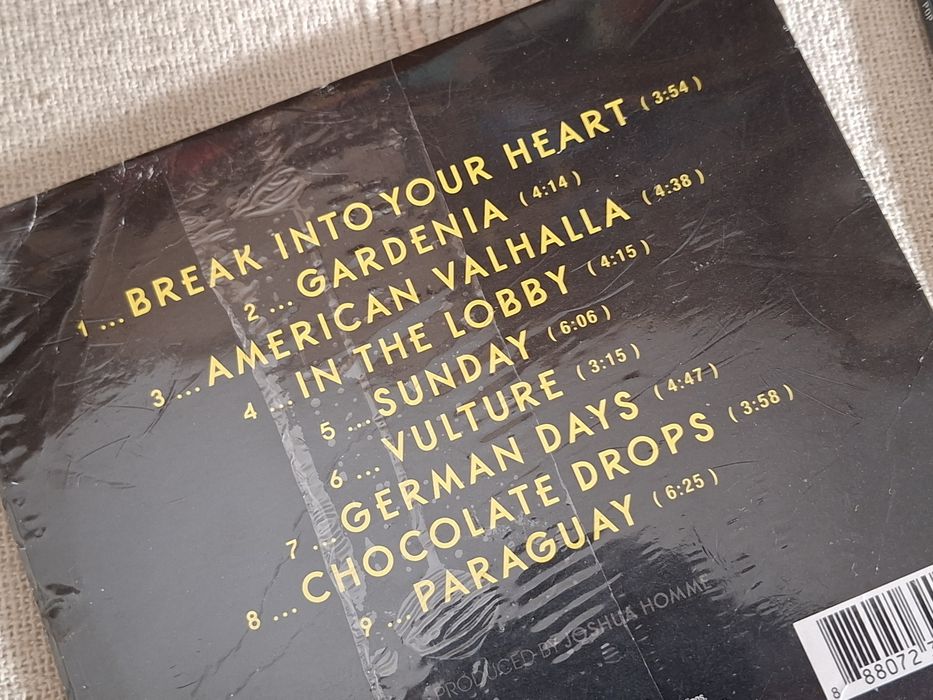 1 ... BREAK INTO YOUR HEART (3:54)
2 ... GARDENIA (4:14)
3 ... AMERICAN VALHALLA (4:38)
4 ... IN THE LOBBY (4:15)
5 ... SUNDAY (6:06)
6 ... VULTURE (3:15)
7 ... GERMAN DAYS (4:47)
8 ... CHOCOLATE DROPS (3:58)
9 ... PARAGUAY (6:25)
PRODUCED BY JOSHUA HOMME
8 88072